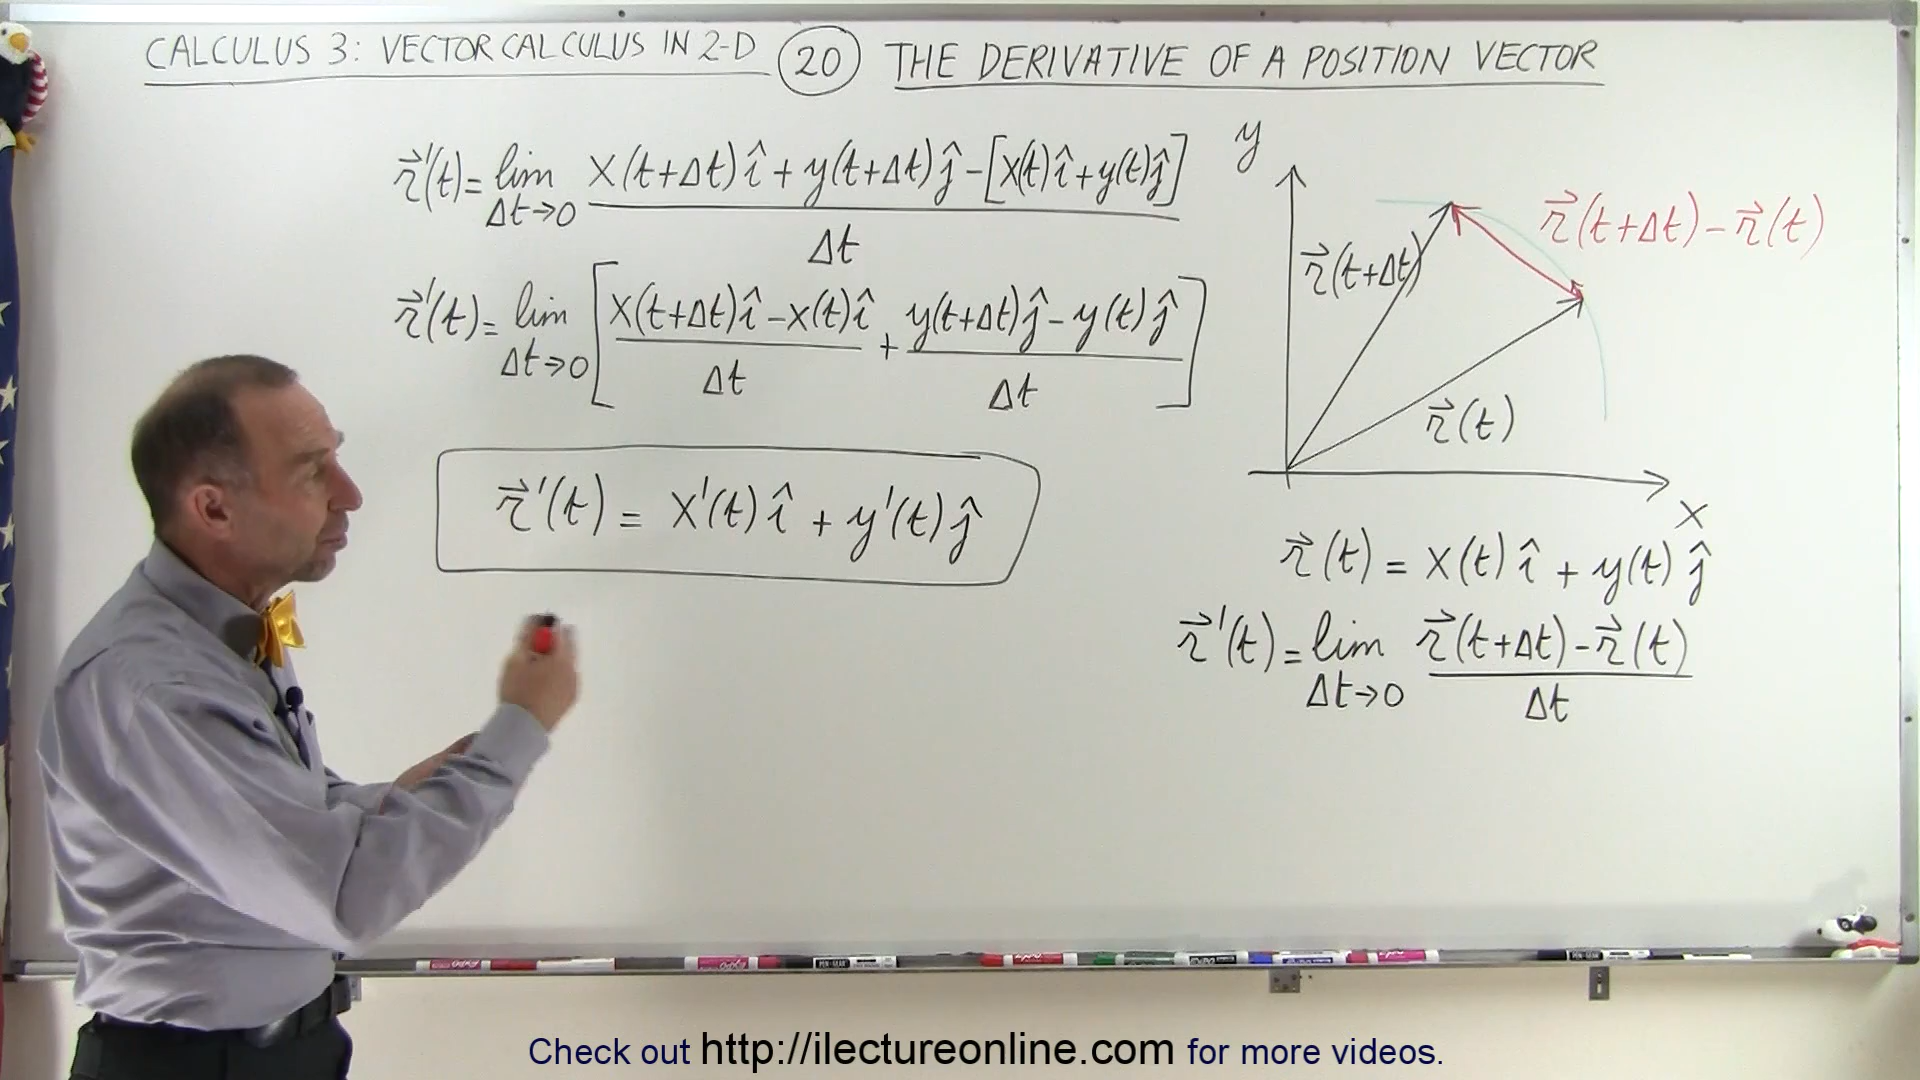 CALCULUS 3: VECTOR CALCULUS IN 2-D (20) THE DERIVATIVE OF A POSITION VECTOR
r⃗'(t) = lim Δt→0 x(t+Δt)î + y(t+Δt)ĵ - [x(t)î + y(t)ĵ] / Δt
r⃗'(t) = lim Δt→0 [ x(t+Δt)î - x(t)î / Δt + y(t+Δt)ĵ - y(t)ĵ / Δt ]
r⃗'(t) = x'(t)î + y'(t)ĵ
y
r⃗(t+Δt) - r⃗(t)
r⃗(t+Δt)
r⃗(t)
x
r⃗(t) = x(t)î + y(t)ĵ
r⃗'(t) = lim Δt→0 r⃗(t+Δt) - r⃗(t) / Δt
Check out http://ilectureonline.com for more videos.